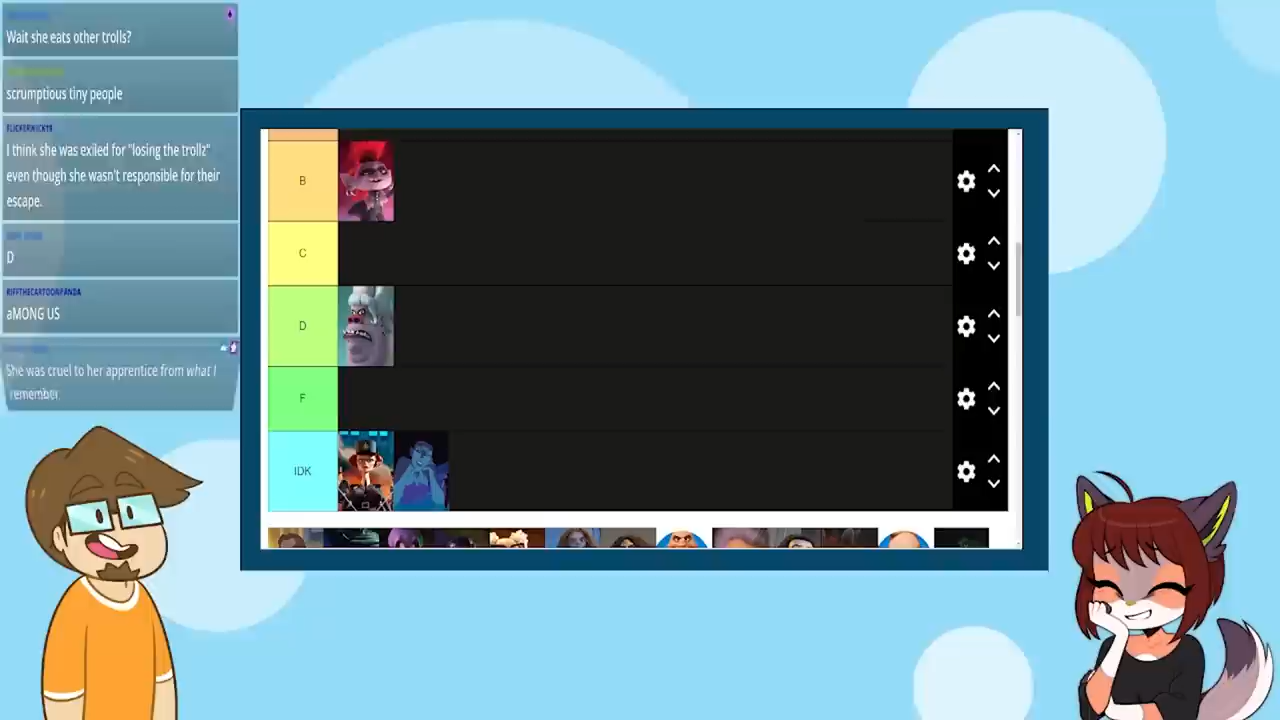 Wait she eats other trolls?
scrumptious tiny people
FLICKERWICK19
I think she was exiled for "losing the trollz"
even though she wasn't responsible for their
escape.
D
RIFFTHECARTOONPANDA
aMONG US
She was cruel to her apprentice from what I
remember.
B
C
D
F
IDK